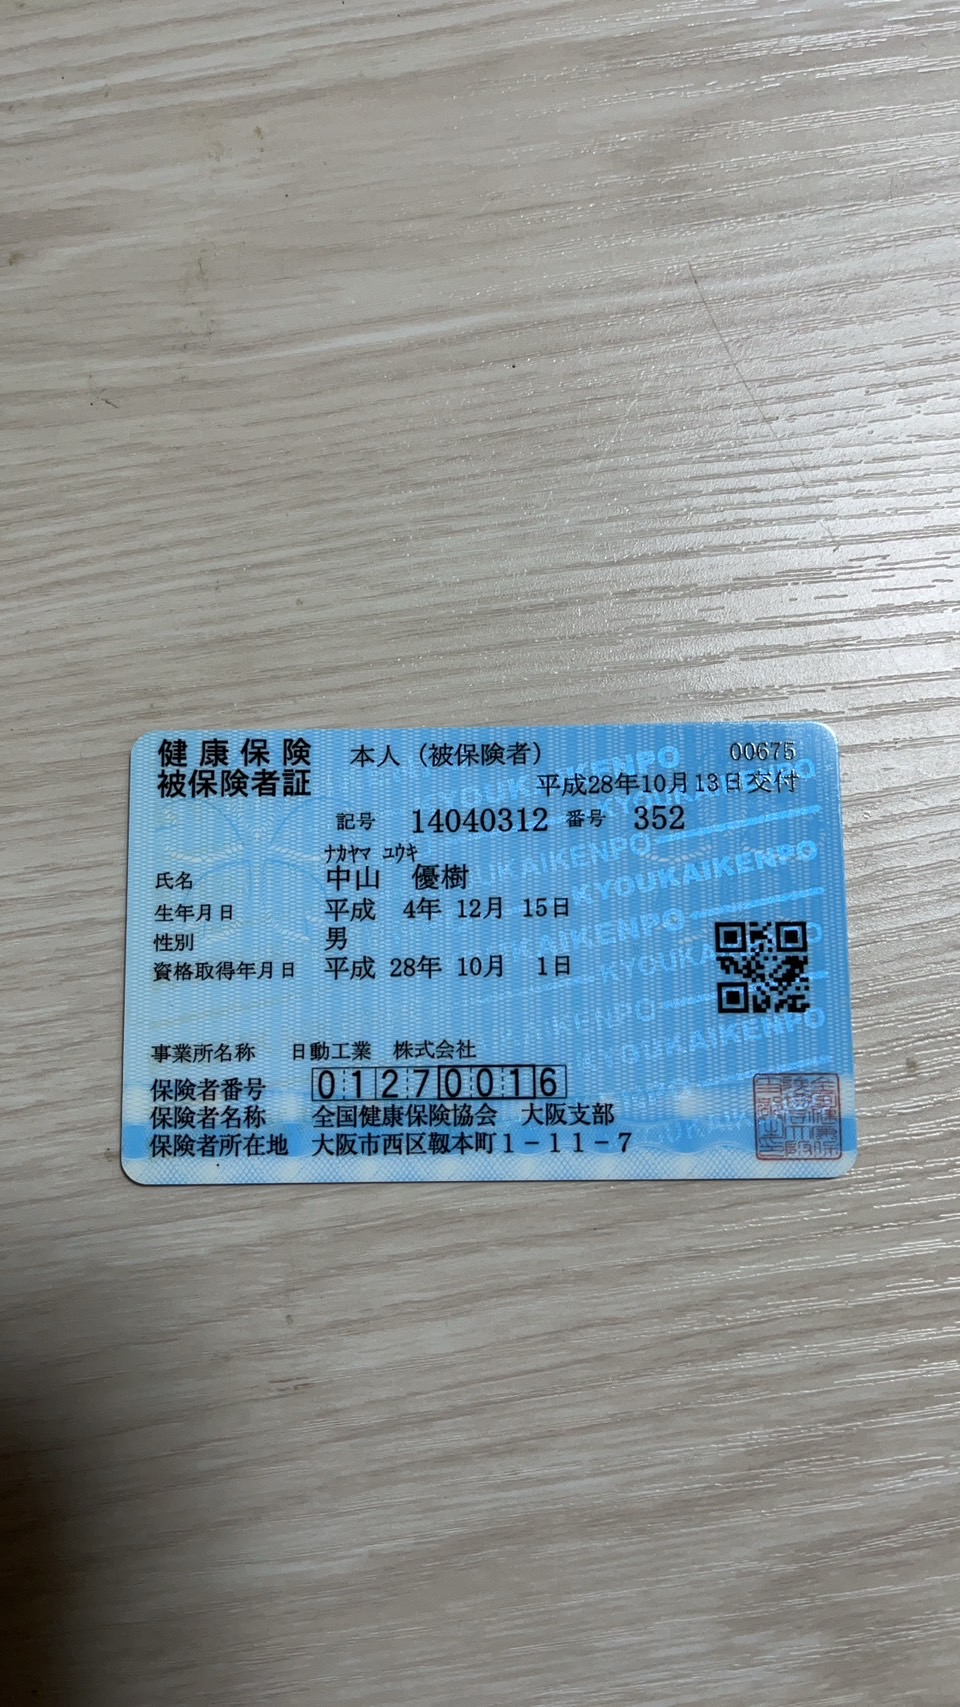 健康保険 本人（被保険者） 00675
被保険者証 平成28年10月13日交付
記号 14040312 番号 352
ﾅｶﾔﾏ ﾕｳｷ
氏名 中山 優樹
生年月日 平成 4年 12月 15日
性別 男
資格取得年月日 平成 28年 10月 1日
事業所名称 日動工業 株式会社
保険者番号 01270016
保険者名称 全国健康保険協会 大阪支部
保険者所在地 大阪市西区靱本町1－11－7
KYOUKAIKENPO